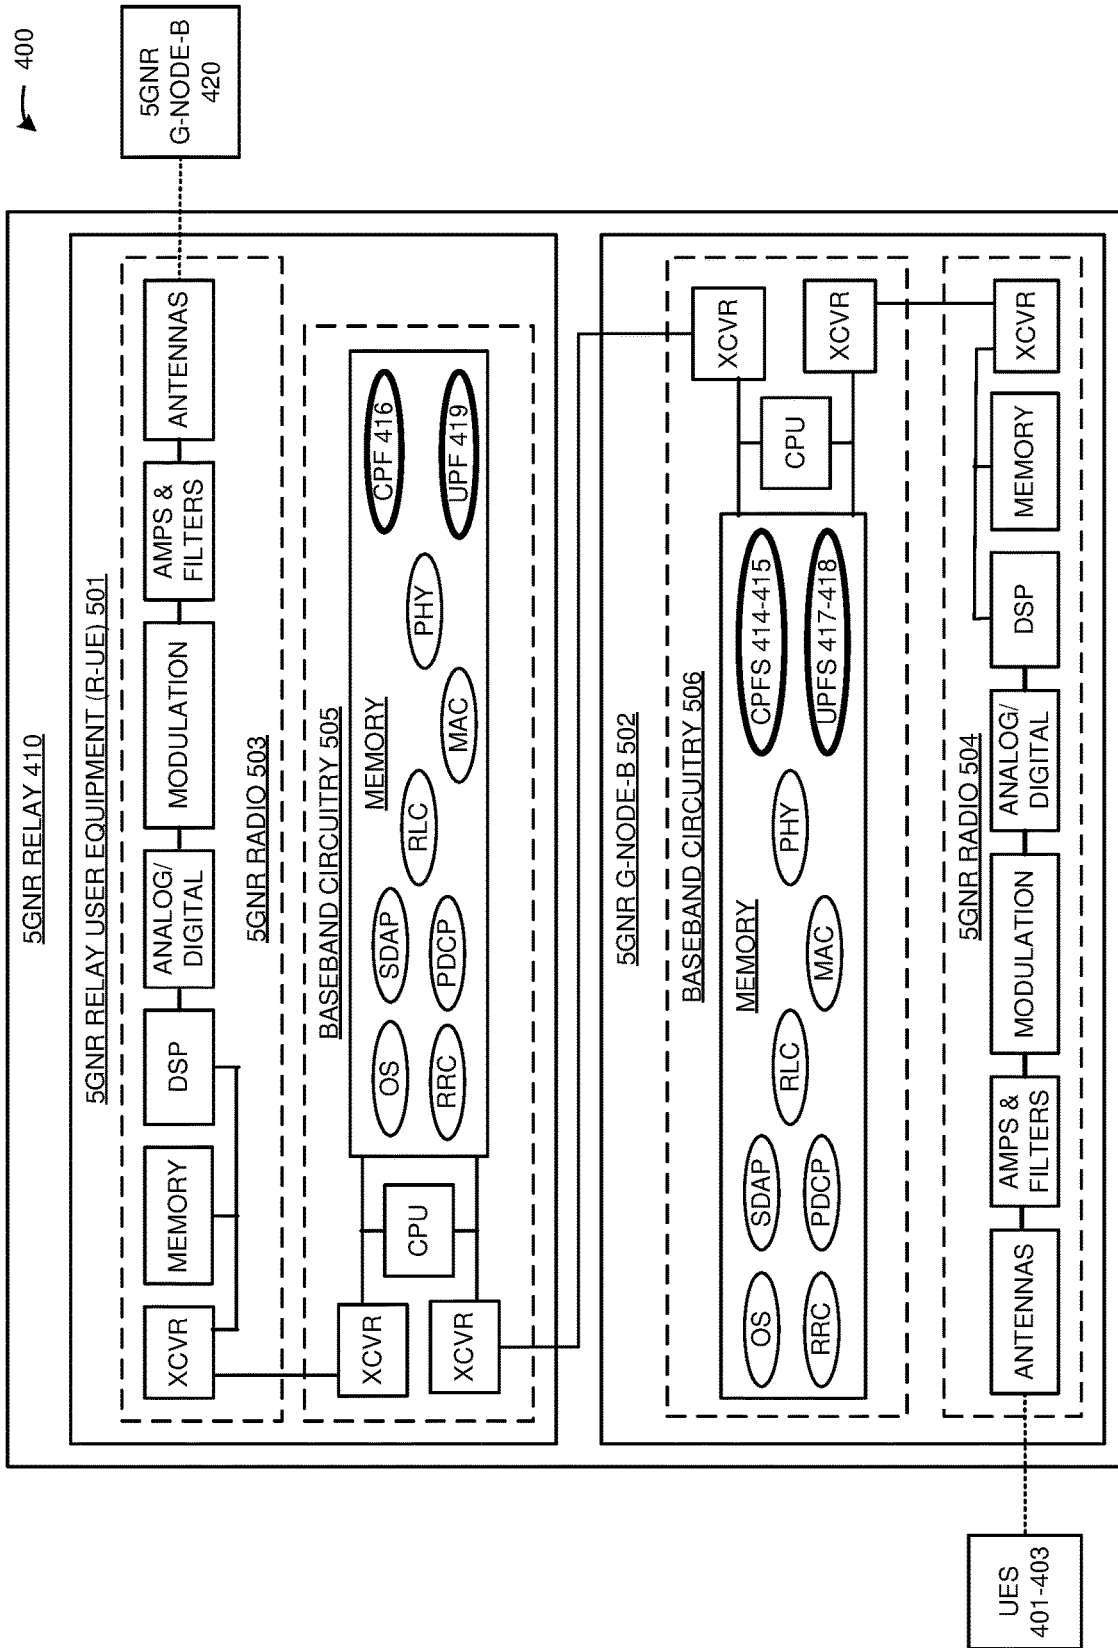 400
5GNR
G-NODE-B
420
5GNR RELAY 410
5GNR RELAY USER EQUIPMENT (R-UE) 501
XCVR
MEMORY
DSP
ANALOG/
DIGITAL
MODULATION
AMPS &
FILTERS
ANTENNAS
5GNR RADIO 503
BASEBAND CIRCUITRY 505
XCVR
XCVR
CPU
MEMORY
OS
RRC
SDAP
PDCP
RLC
MAC
PHY
CPF 416
UPF 419
5GNR G-NODE-B 502
BASEBAND CIRCUITRY 506
MEMORY
OS
RRC
SDAP
PDCP
RLC
MAC
PHY
CPFS 414-415
UPFS 417-418
CPU
XCVR
XCVR
5GNR RADIO 504
ANTENNAS
AMPS &
FILTERS
MODULATION
ANALOG/
DIGITAL
DSP
MEMORY
XCVR
UES
401-403